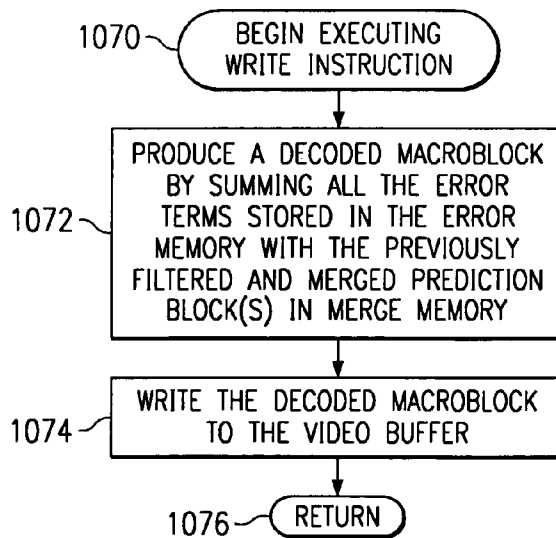 1070
BEGIN EXECUTING
WRITE INSTRUCTION
1072
PRODUCE A DECODED MACROBLOCK
BY SUMMING ALL THE ERROR
TERMS STORED IN THE ERROR
MEMORY WITH THE PREVIOUSLY
FILTERED AND MERGED PREDICTION
BLOCK(S) IN MERGE MEMORY
1074
WRITE THE DECODED MACROBLOCK
TO THE VIDEO BUFFER
1076
RETURN